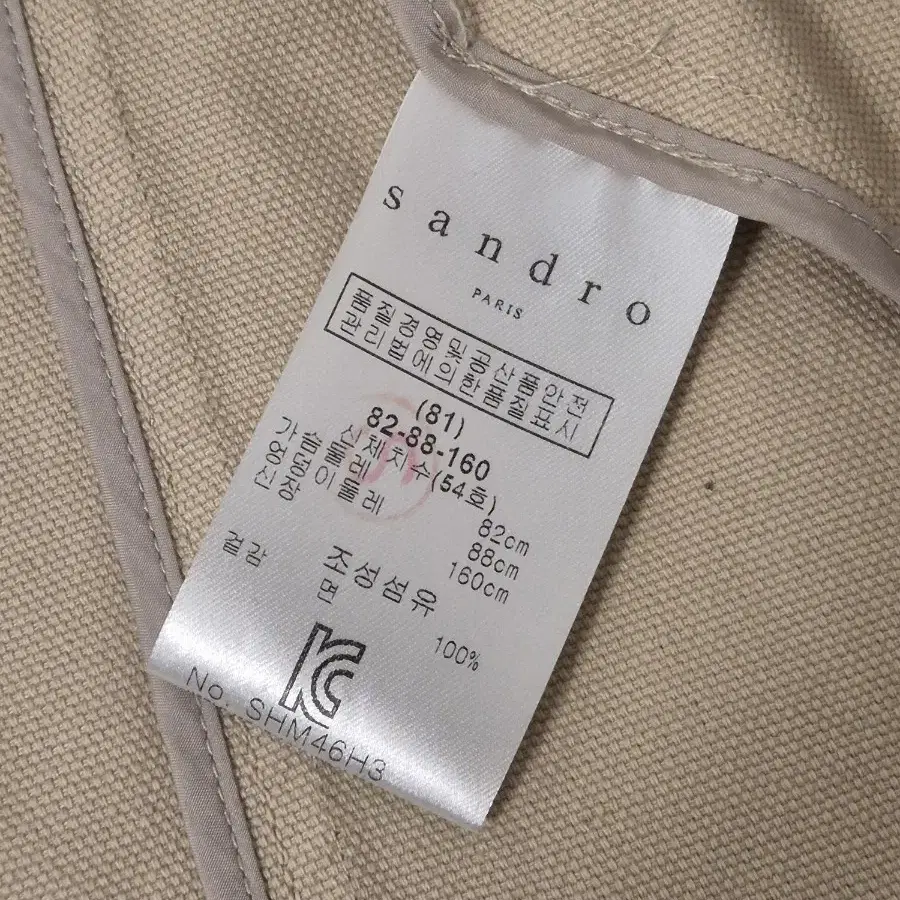 sandro
PARIS
품질경영및공산품안전
관리법에의한품질표시
(81)
82-88-160
신체치수(54호)
가슴둘레 82cm
엉덩이둘레 88cm
신장 160cm
조성섬유
겉감 면 100%
No. SHM46H3